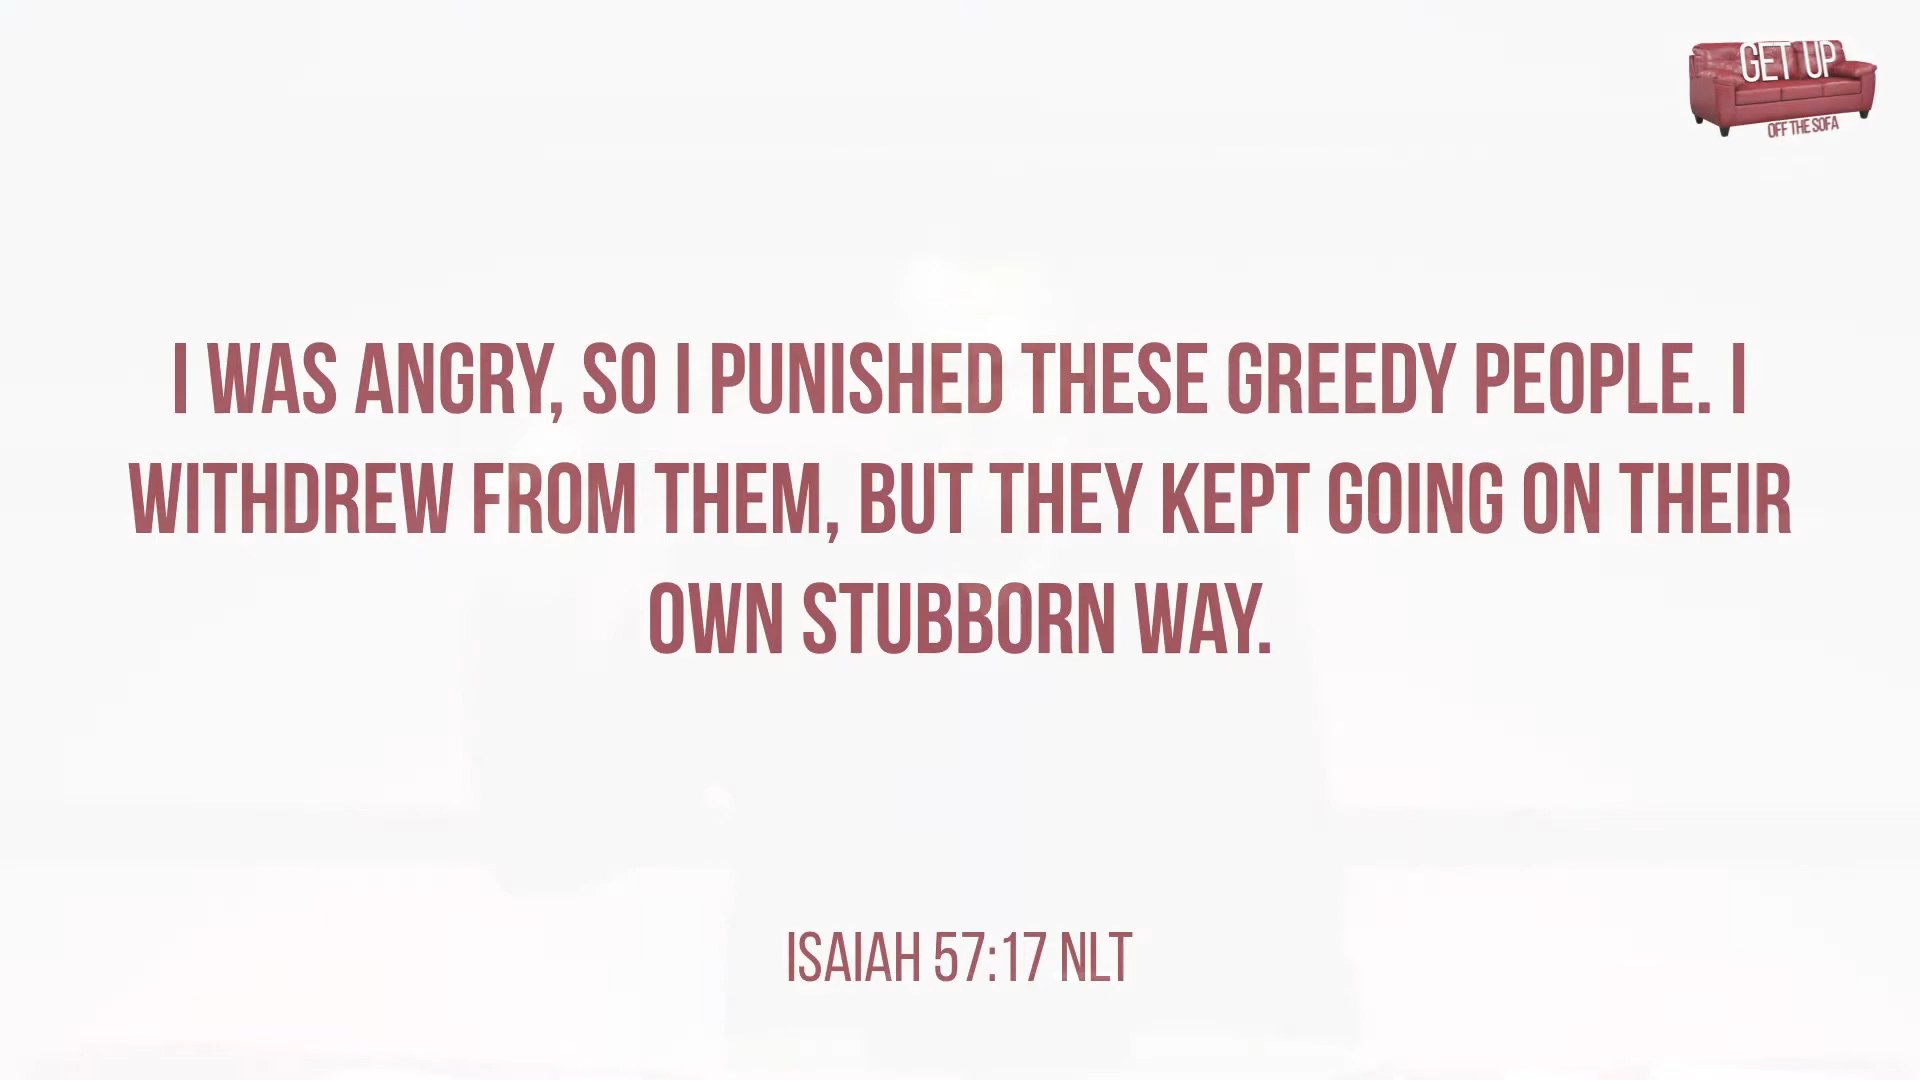 GET UP
OFF THE SOFA
I WAS ANGRY, SO I PUNISHED THESE GREEDY PEOPLE. I
WITHDREW FROM THEM, BUT THEY KEPT GOING ON THEIR
OWN STUBBORN WAY.
ISAIAH 57:17 NLT